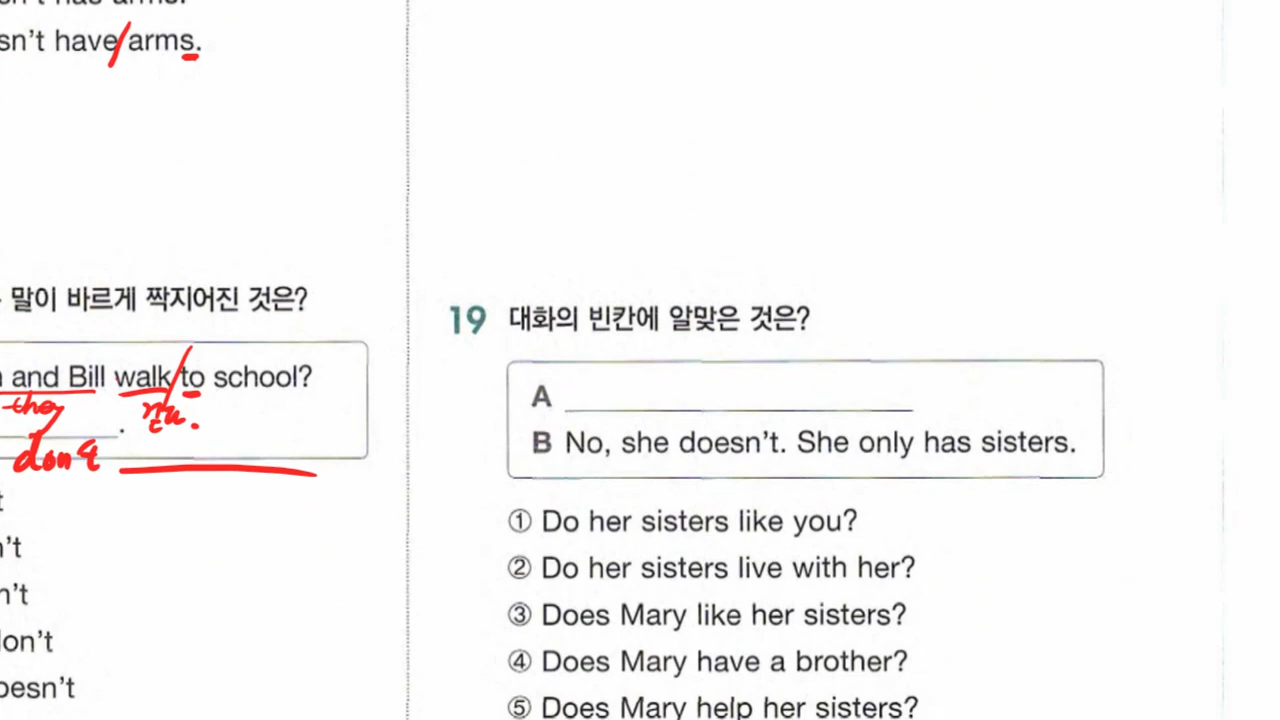 sn't have arms.
말이 바르게 짝지어진 것은?
and Bill walk to school?
they
don't
n't
n't
don't
oesn't
19 대화의 빈칸에 알맞은 것은?
A
B No, she doesn't. She only has sisters.
① Do her sisters like you?
② Do her sisters live with her?
③ Does Mary like her sisters?
④ Does Mary have a brother?
⑤ Does Mary help her sisters?